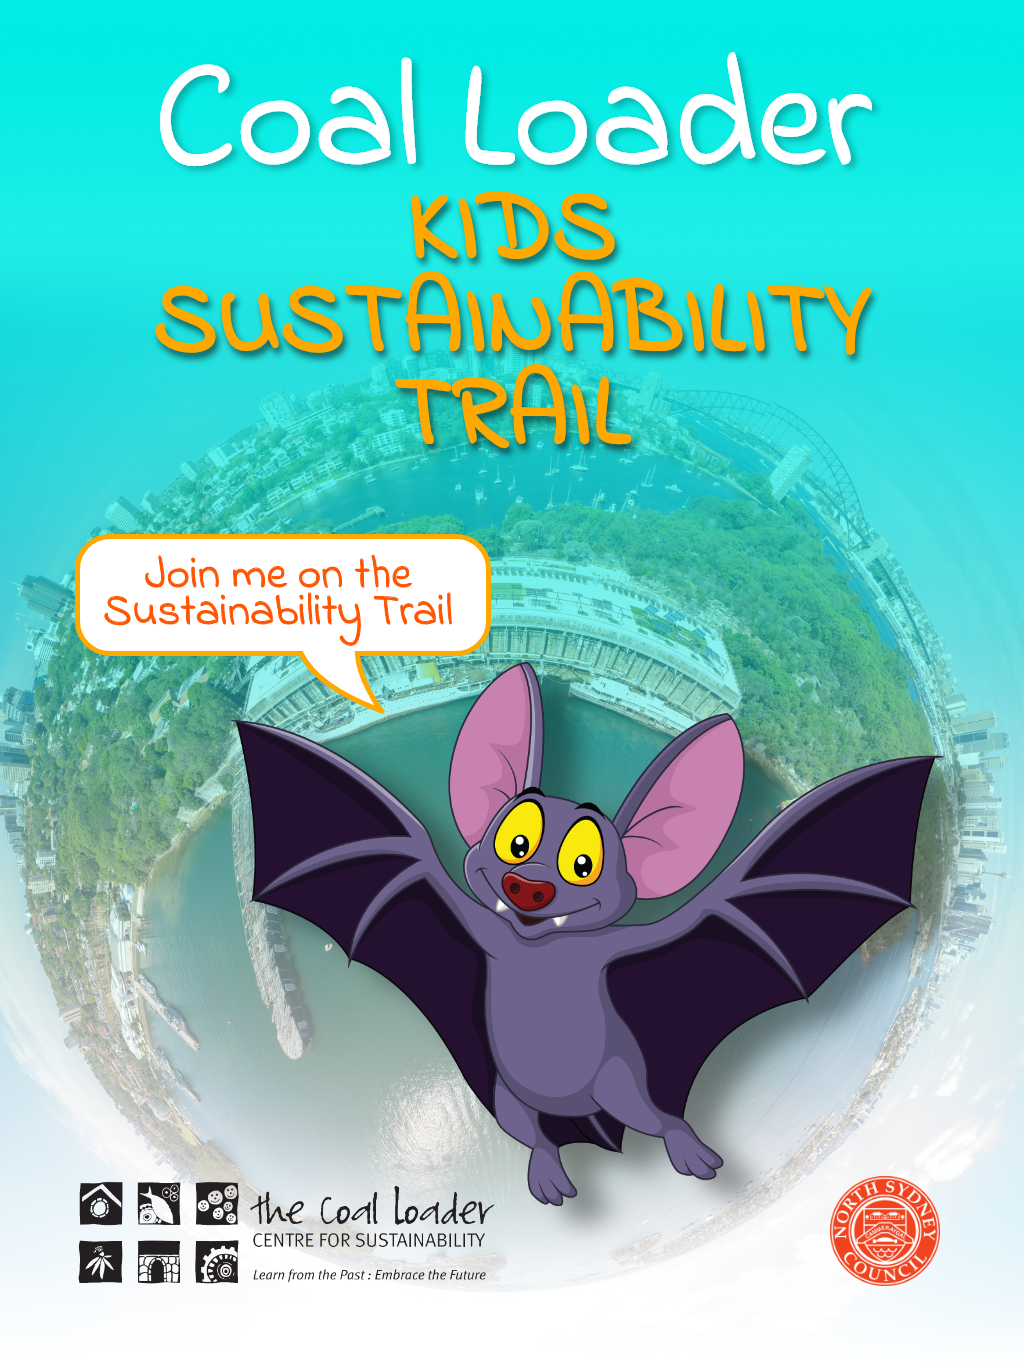 Coal Loader
KIDS
SUSTAINABILITY
TRAIL
Join me on the
Sustainability Trail
the Coal Loader
CENTRE FOR SUSTAINABILITY
Learn from the Past : Embrace the Future
NORTH SYDNEY
CAMMERAYGAL
COUNCIL